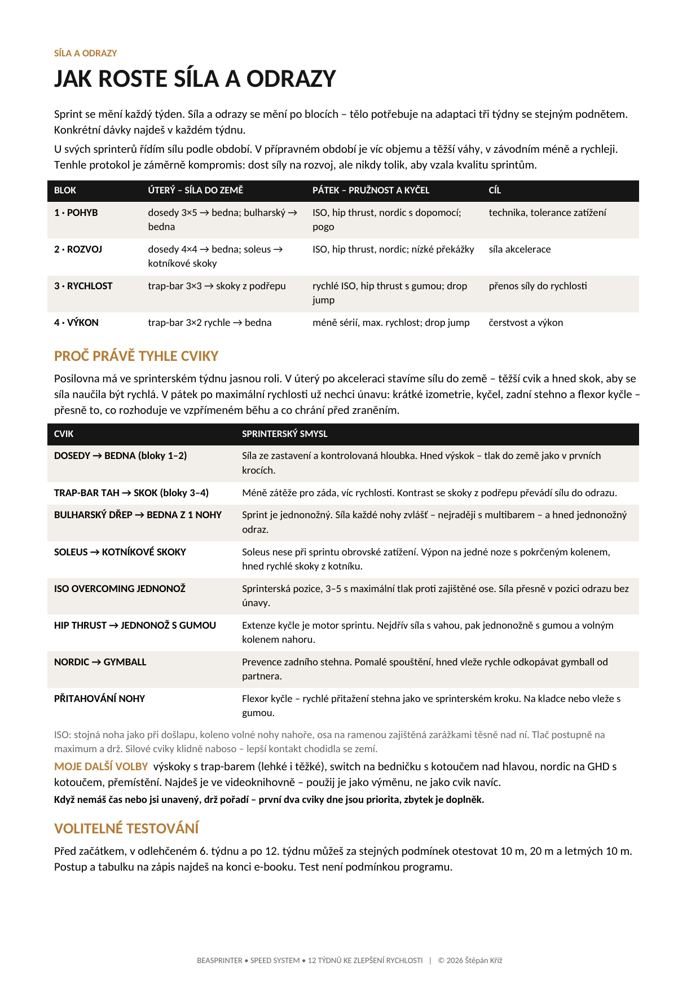 SÍLA A ODRAZY
JAK ROSTE SÍLA A ODRAZY
Sprint se mění každý týden. Síla a odrazy se mění po blocích – tělo potřebuje na adaptaci tři týdny se stejným podnětem.
Konkrétní dávky najdeš v každém týdnu.
U svých sprinterů řídím sílu podle období. V přípravném období je víc objemu a těžší váhy, v závodním méně a rychleji.
Tenhle protokol je záměrně kompromis: dost síly na rozvoj, ale nikdy tolik, aby vzala kvalitu sprintům.
BLOK ÚTERÝ – SÍLA DO ZEMĚ PÁTEK – PRUŽNOST A KYČEL CÍL
1 · POHYB dosedy 3×5 → bedna; bulharský → ISO, hip thrust, nordic s dopomocí; technika, tolerance zatížení
bedna pogo
2 · ROZVOJ dosedy 4×4 → bedna; soleus → ISO, hip thrust, nordic; nízké překážky síla akcelerace
kotníkové skoky
3 · RYCHLOST trap-bar 3×3 → skoky z podřepu rychlé ISO, hip thrust s gumou; drop přenos síly do rychlosti
jump
4 · VÝKON trap-bar 3×2 rychle → bedna méně sérií, max. rychlost; drop jump čerstvost a výkon
PROČ PRÁVĚ TYHLE CVIKY
Posilovna má ve sprinterském týdnu jasnou roli. V úterý po akceleraci stavíme sílu do země – těžší cvik a hned skok, aby se
síla naučila být rychlá. V pátek po maximální rychlosti už nechci únavu: krátké izometrie, kyčel, zadní stehno a flexor kyčle –
přesně to, co rozhoduje ve vzpřímeném běhu a co chrání před zraněním.
CVIK SPRINTERSKÝ SMYSL
DOSEDY → BEDNA (bloky 1–2) Síla ze zastavení a kontrolovaná hloubka. Hned výskok – tlak do země jako v prvních
krocích.
TRAP-BAR TAH → SKOK (bloky 3–4) Méně zátěže pro záda, víc rychlosti. Kontrast se skoky z podřepu převádí sílu do odrazu.
BULHARSKÝ DŘEP → BEDNA Z 1 NOHY Sprint je jednonožný. Síla každé nohy zvlášť – nejraději s multibarem – a hned jednonožný
odraz.
SOLEUS → KOTNÍKOVÉ SKOKY Soleus nese při sprintu obrovské zatížení. Výpon na jedné noze s pokrčeným kolenem,
hned rychlé skoky z kotníku.
ISO OVERCOMING JEDNONOŽ Sprinterská pozice, 3–5 s maximální tlak proti zajištěné ose. Síla přesně v pozici odrazu bez
únavy.
HIP THRUST → JEDNONOŽ S GUMOU Extenze kyčle je motor sprintu. Nejdřív síla s vahou, pak jednonožně s gumou a volným
kolenem nahoru.
NORDIC → GYMBALL Prevence zadního stehna. Pomalé spouštění, hned vleže rychle odkopávat gymball od
partnera.
PŘITAHOVÁNÍ NOHY Flexor kyčle – rychlé přitažení stehna jako ve sprinterském kroku. Na kladce nebo vleže s
gumou.
ISO: stojná noha jako při došlapu, koleno volné nohy nahoře, osa na ramenou zajištěná zarážkami těsně nad ní. Tlač postupně na
maximum a drž. Silové cviky klidně naboso – lepší kontakt chodidla se zemí.
MOJE DALŠÍ VOLBY výskoky s trap-barem (lehké i těžké), switch na bedničku s kotoučem nad hlavou, nordic na GHD s
kotoučem, přemístění. Najdeš je ve videoknihovně – použij je jako výměnu, ne jako cvik navíc.
Když nemáš čas nebo jsi unavený, drž pořadí – první dva cviky dne jsou priorita, zbytek je doplněk.
VOLITELNÉ TESTOVÁNÍ
Před začátkem, v odlehčeném 6. týdnu a po 12. týdnu můžeš za stejných podmínek otestovat 10 m, 20 m a letmých 10 m.
Postup a tabulku na zápis najdeš na konci e-booku. Test není podmínkou programu.
BEASPRINTER • SPEED SYSTEM • 12 TÝDNŮ KE ZLEPŠENÍ RYCHLOSTI | © 2026 Štěpán Kříž